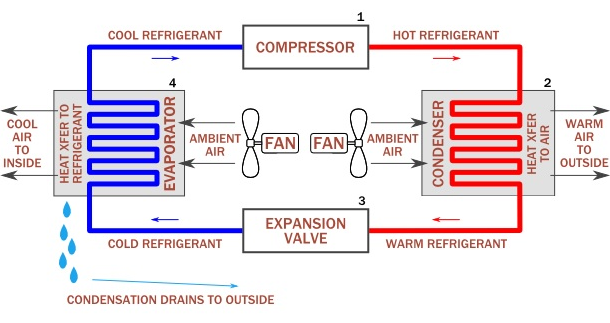 1
COOL REFRIGERANT
COMPRESSOR
HOT REFRIGERANT
4
2
COOL
AIR
TO
INSIDE
HEAT XFER TO
REFRIGERANT
EVAPORATOR
AMBIENT
AIR
FAN
FAN
AMBIENT
AIR
CONDENSER
HEAT XFER
TO AIR
WARM
AIR
TO
OUTSIDE
3
COLD REFRIGERANT
EXPANSION
VALVE
WARM REFRIGERANT
CONDENSATION DRAINS TO OUTSIDE